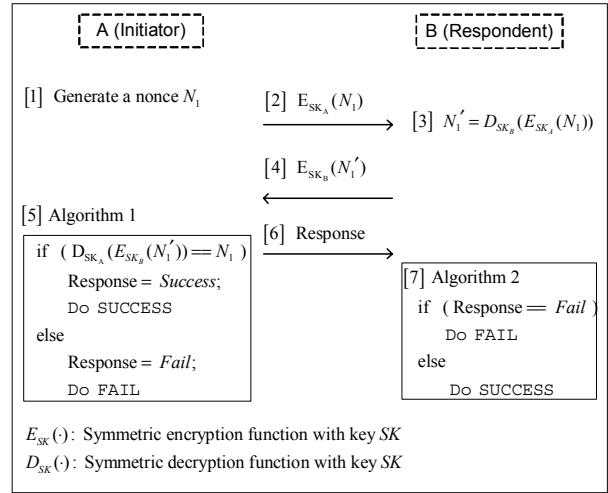 A (Initiator)
B (Respondent)
[1] Generate a nonce N₁
[2] E_SK_A(N₁)
[3] N₁′ = D_SK_B(E_SK_A(N₁))
[4] E_SK_B(N₁′)
[5] Algorithm 1
if ( D_SK_A(E_SK_B(N₁′)) == N₁ )
Response = Success;
Do SUCCESS
else
Response = Fail;
Do FAIL
[6] Response
[7] Algorithm 2
if ( Response == Fail )
Do FAIL
else
Do SUCCESS
E_SK(·): Symmetric encryption function with key SK
D_SK(·): Symmetric decryption function with key SK